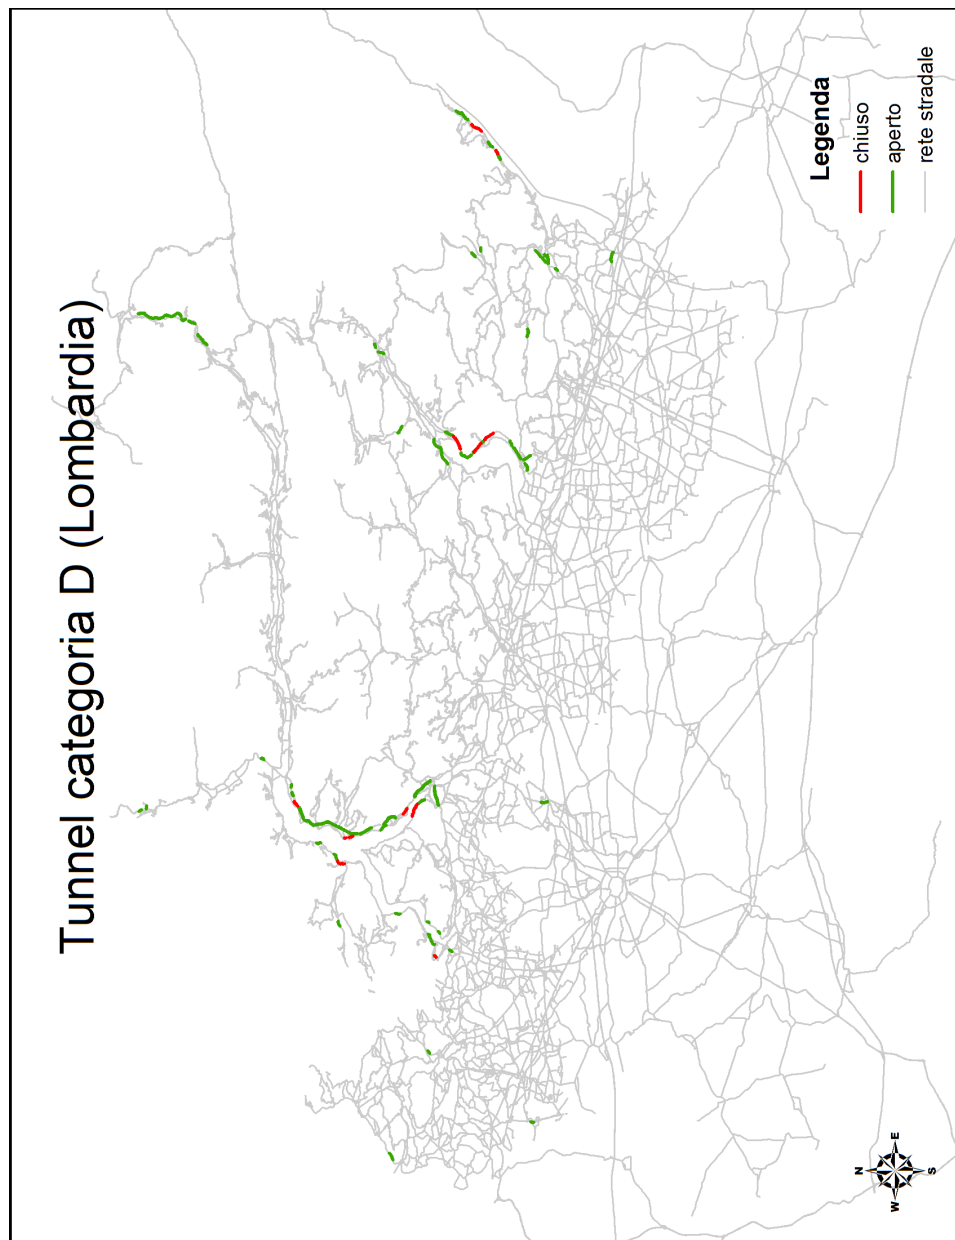 Tunnel categoria D (Lombardia)
Legenda
chiuso
aperto
rete stradale
N
W
E
S